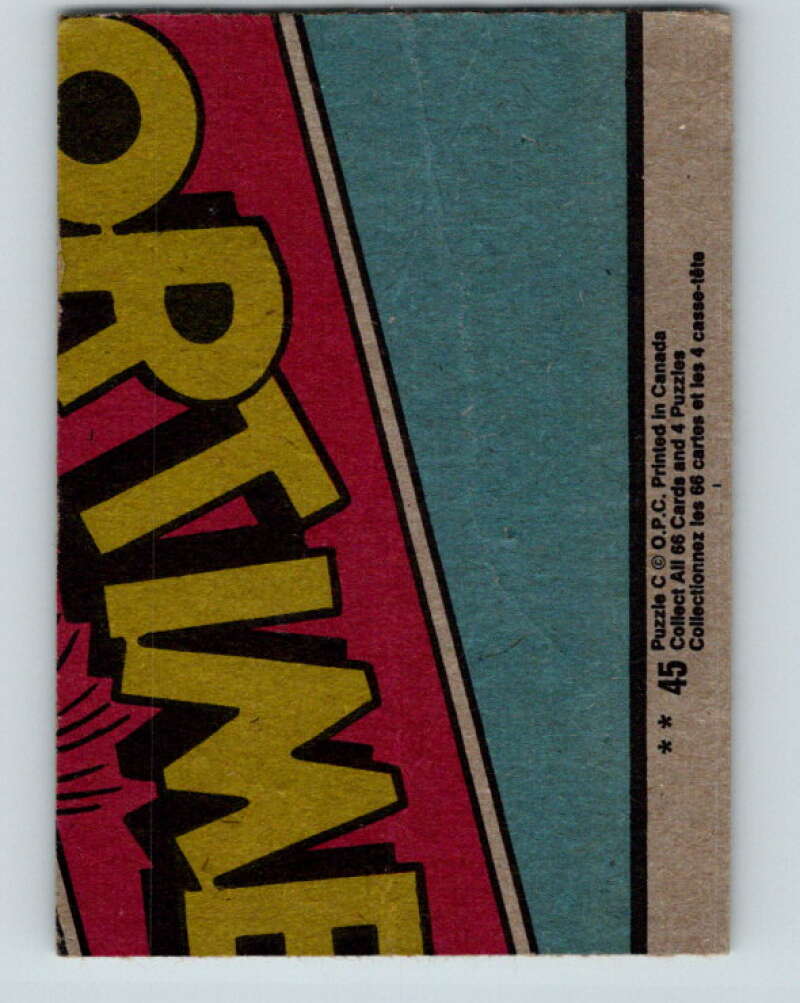 ORTIME
** 45 Puzzle C © O.P.C. Printed in Canada
Collect All 66 Cards and 4 Puzzles
Collectionnez les 66 cartes et les 4 casse-tête